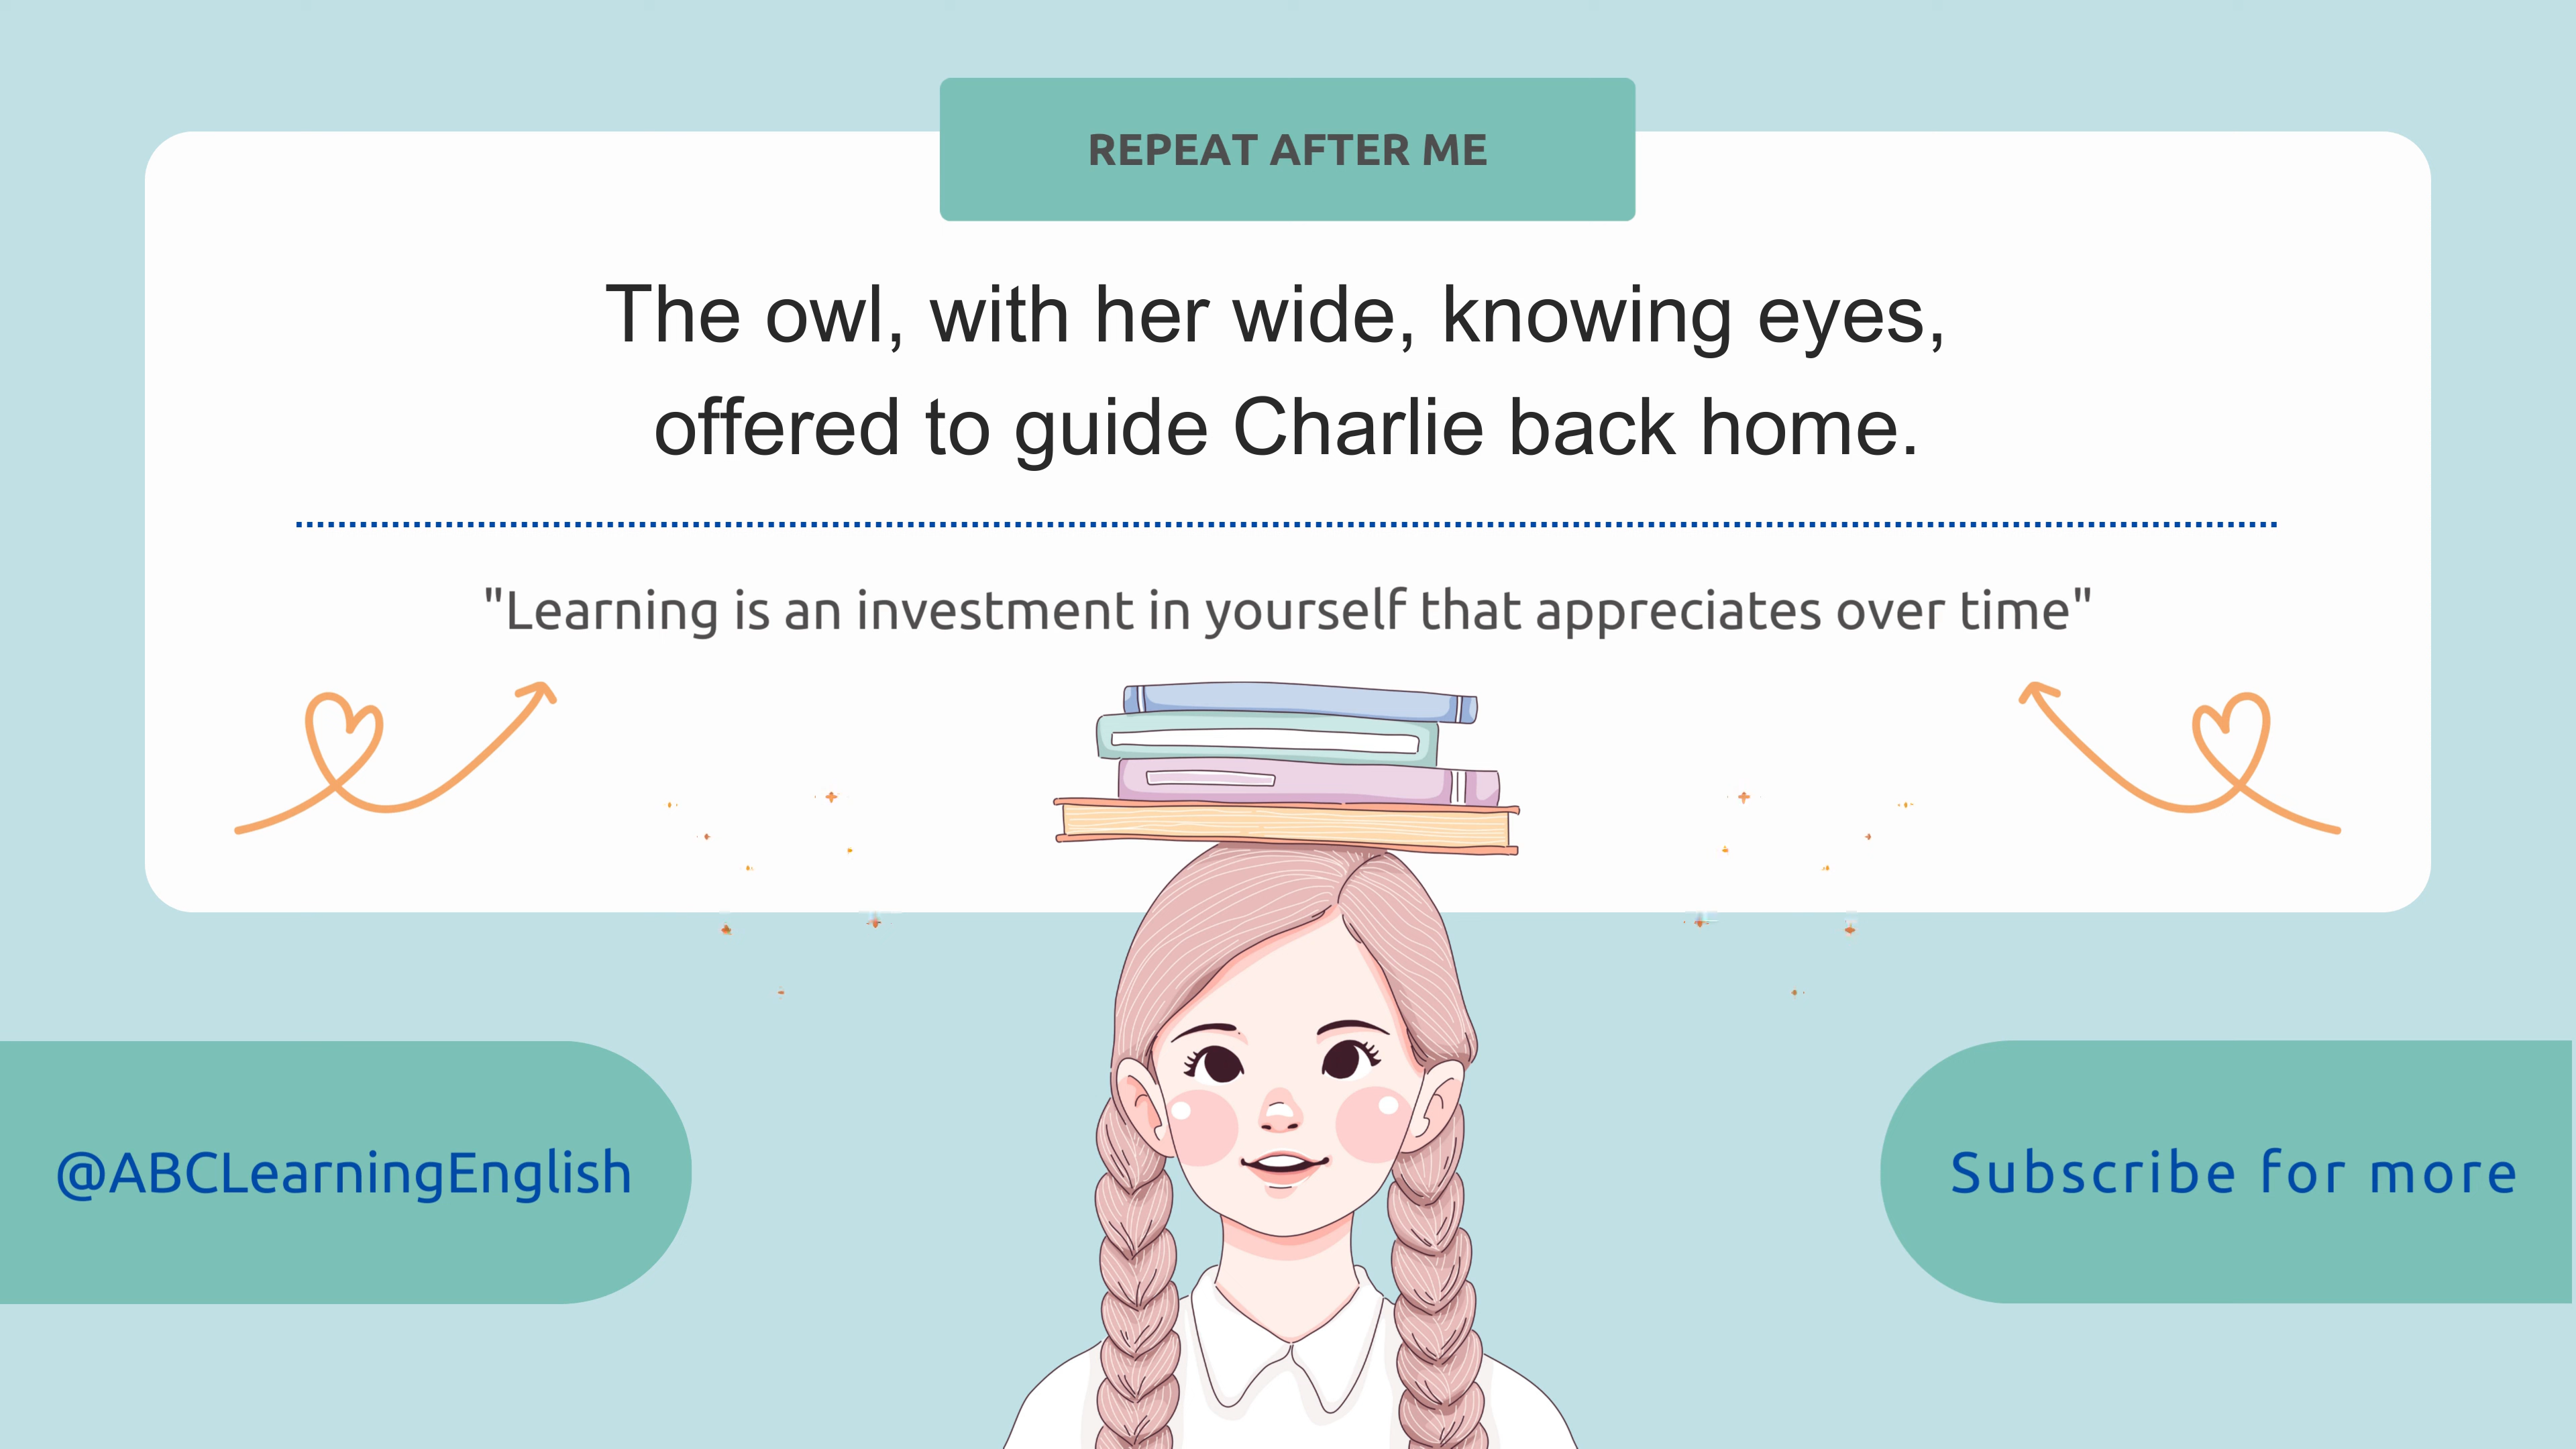 REPEAT AFTER ME
The owl, with her wide, knowing eyes,
offered to guide Charlie back home.
"Learning is an investment in yourself that appreciates over time"
@ABCLearningEnglish
Subscribe for more